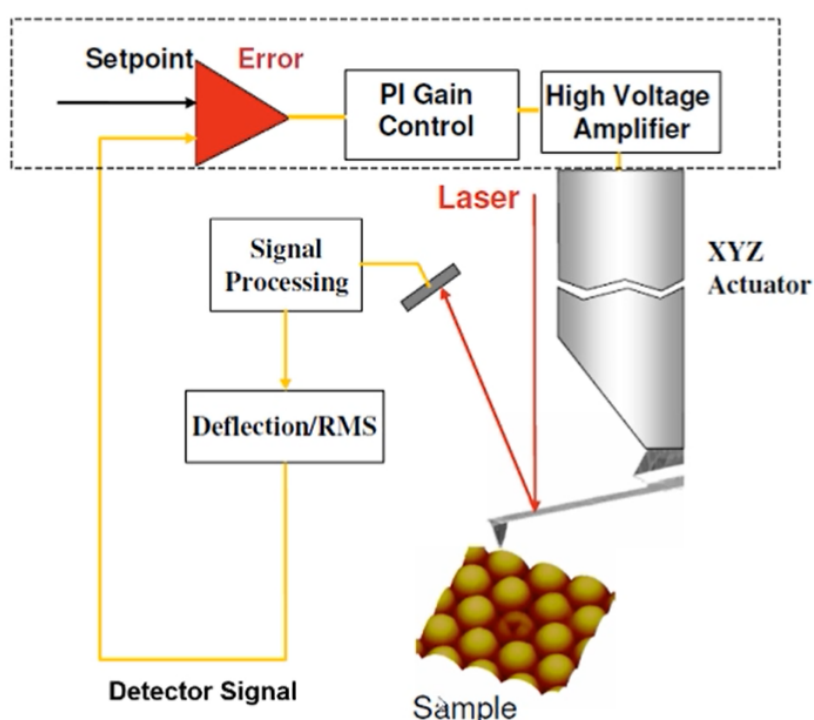 Setpoint
Error
PI Gain
Control
High Voltage
Amplifier
Laser
XYZ
Actuator
Signal
Processing
Deflection/RMS
Detector Signal
Sample